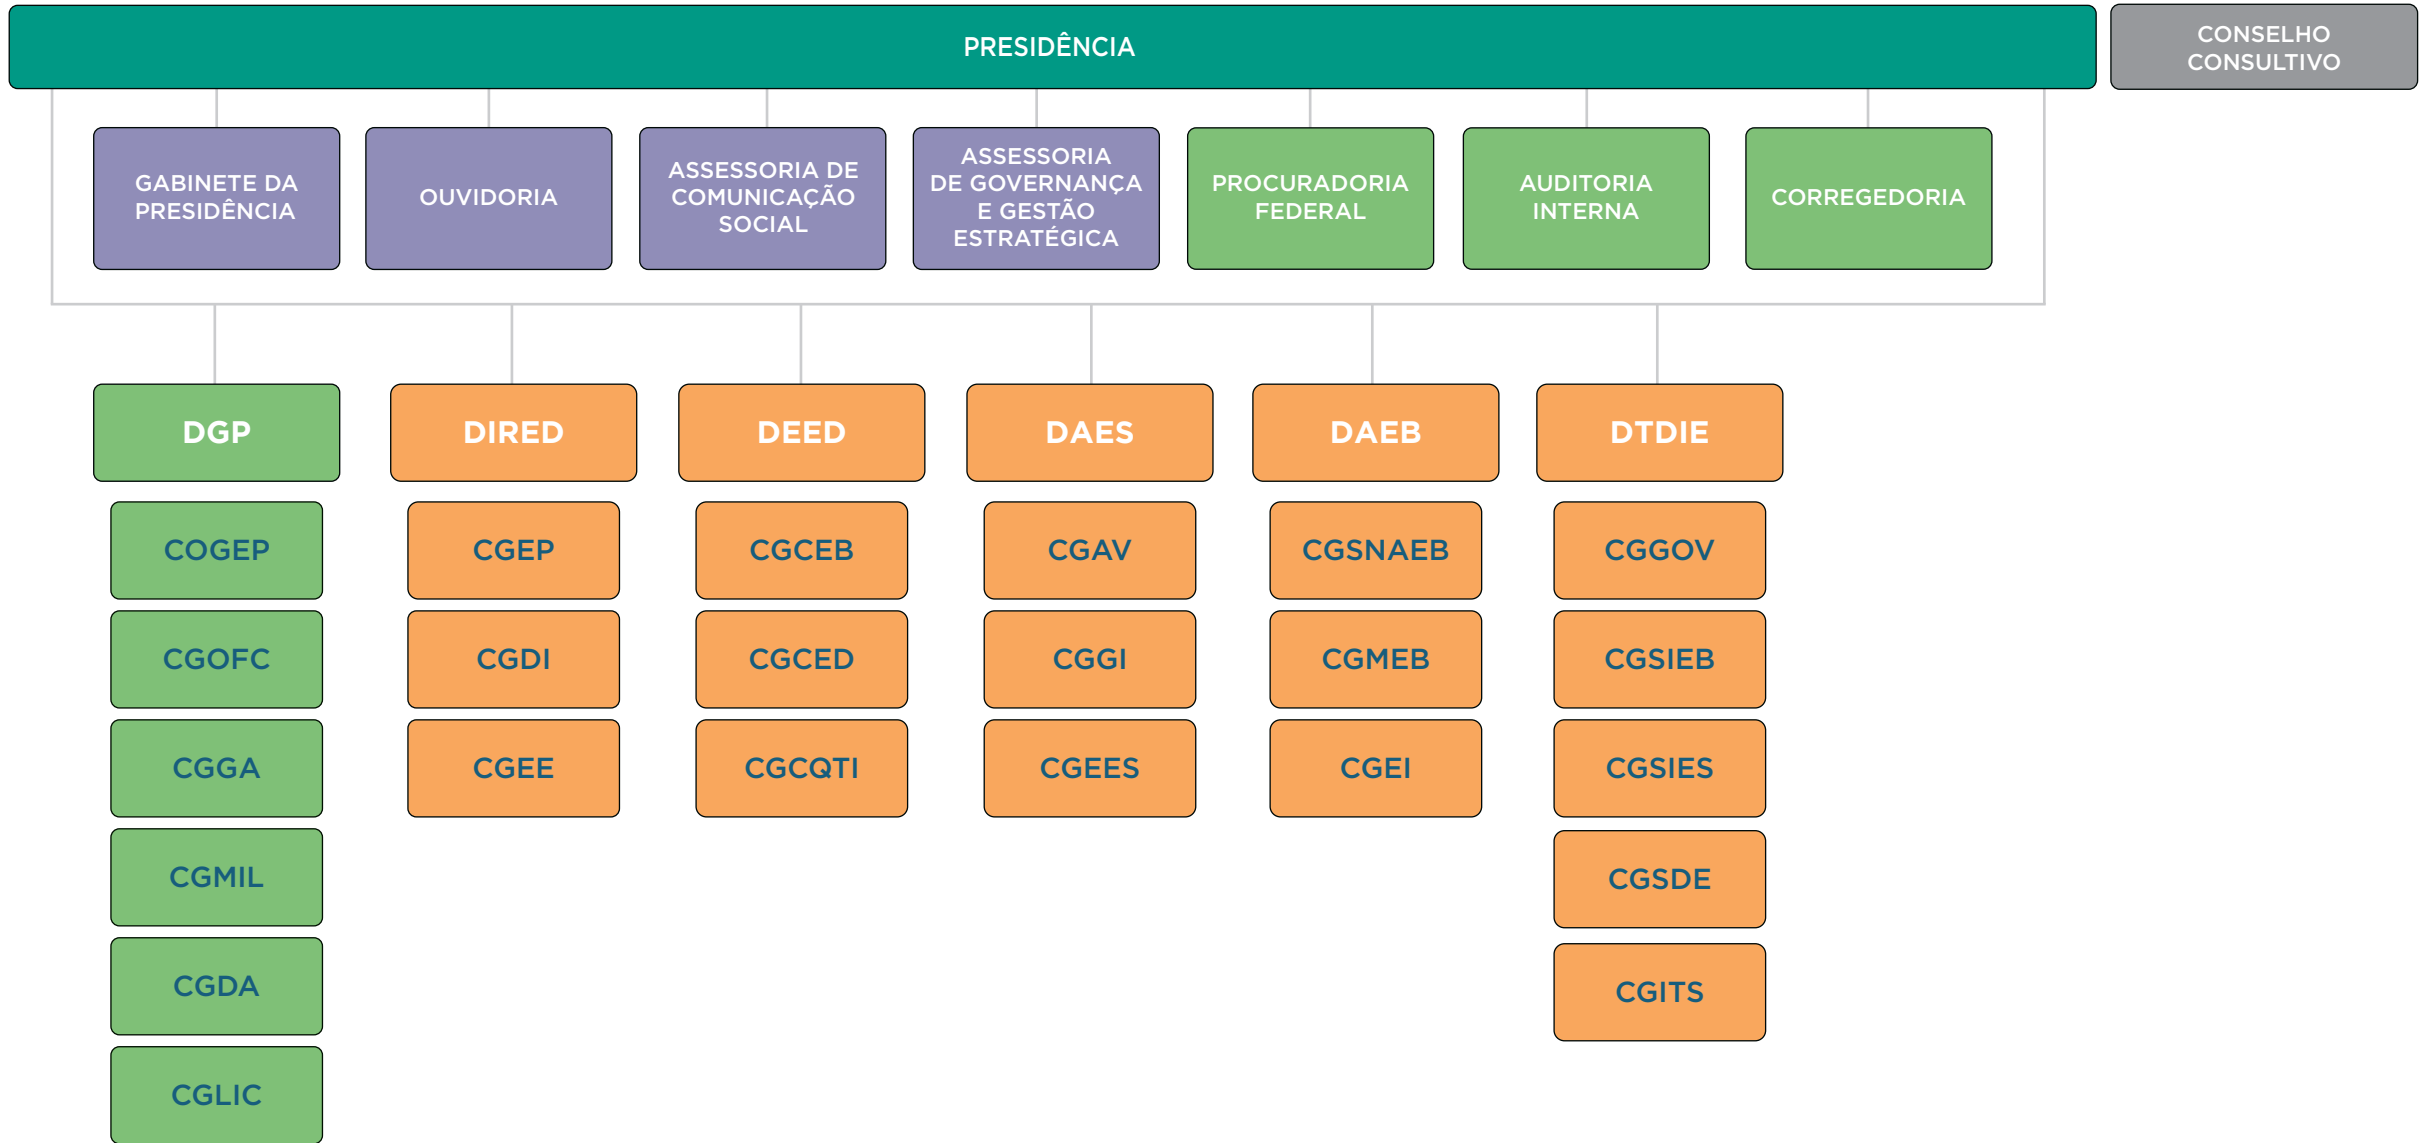 PRESIDÊNCIA
CONSELHO
CONSULTIVO
GABINETE DA
PRESIDÊNCIA
OUVIDORIA
ASSESSORIA DE
COMUNICAÇÃO
SOCIAL
ASSESSORIA
DE GOVERNANÇA
E GESTÃO
ESTRATÉGICA
PROCURADORIA
FEDERAL
AUDITORIA
INTERNA
CORREGEDORIA
DGP
COGEP
CGOFC
CGGA
CGMIL
CGDA
CGLIC
DIRED
CGEP
CGDI
CGEE
DEED
CGCEB
CGCED
CGCQTI
DAES
CGAV
CGGI
CGEES
DAEB
CGSNAEB
CGMEB
CGEI
DTDIE
CGGOV
CGSIEB
CGSIES
CGSDE
CGITS